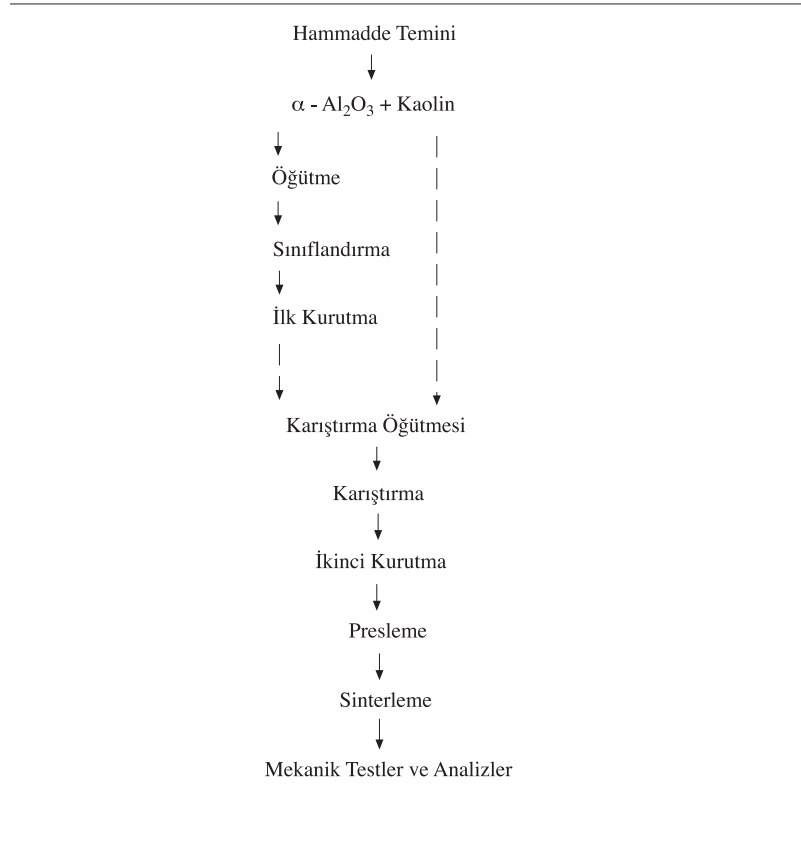 Hammadde Temini
α - Al₂O₃ + Kaolin
Öğütme
Sınıflandırma
İlk Kurutma
Karıştırma Öğütmesi
Karıştırma
İkinci Kurutma
Presleme
Sinterleme
Mekanik Testler ve Analizler